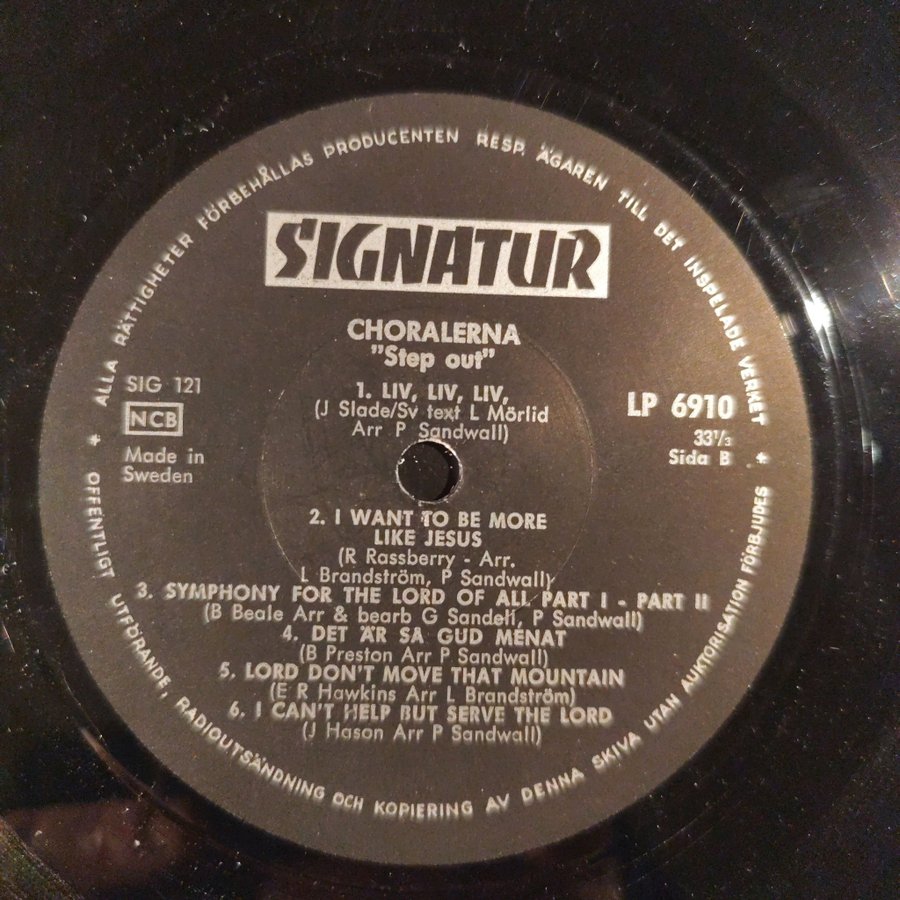 ALLA RÄTTIGHETER FÖRBEHÅLLAS PRODUCENTEN RESP. ÄGAREN TILL DET INSPELADE VERKET
SIGNATUR
CHORALERNA
"Step out"
SIG 121
NCB
Made in
Sweden
LP 6910
33⅓
Sida B
1. LIV, LIV, LIV,
(J Slade/Sv text L Mörlid
Arr P Sandwall)
2. I WANT TO BE MORE
LIKE JESUS
(R Rassberry - Arr.
L Brandström, P Sandwall)
3. SYMPHONY FOR THE LORD OF ALL PART I - PART II
(B Beale Arr & bearb G Sandell, P Sandwall)
4. DET ÄR SÅ GUD MENAT
(B Preston Arr P Sandwall)
5. LORD DON'T MOVE THAT MOUNTAIN
(E R Hawkins Arr L Brandström)
6. I CAN'T HELP BUT SERVE THE LORD
(J Hason Arr P Sandwall)
* OFFENTLIGT UTFÖRANDE, RADIOUTSÄNDNING OCH KOPIERING AV DENNA SKIVA UTAN AUKTORISATION FÖRBJUDES *